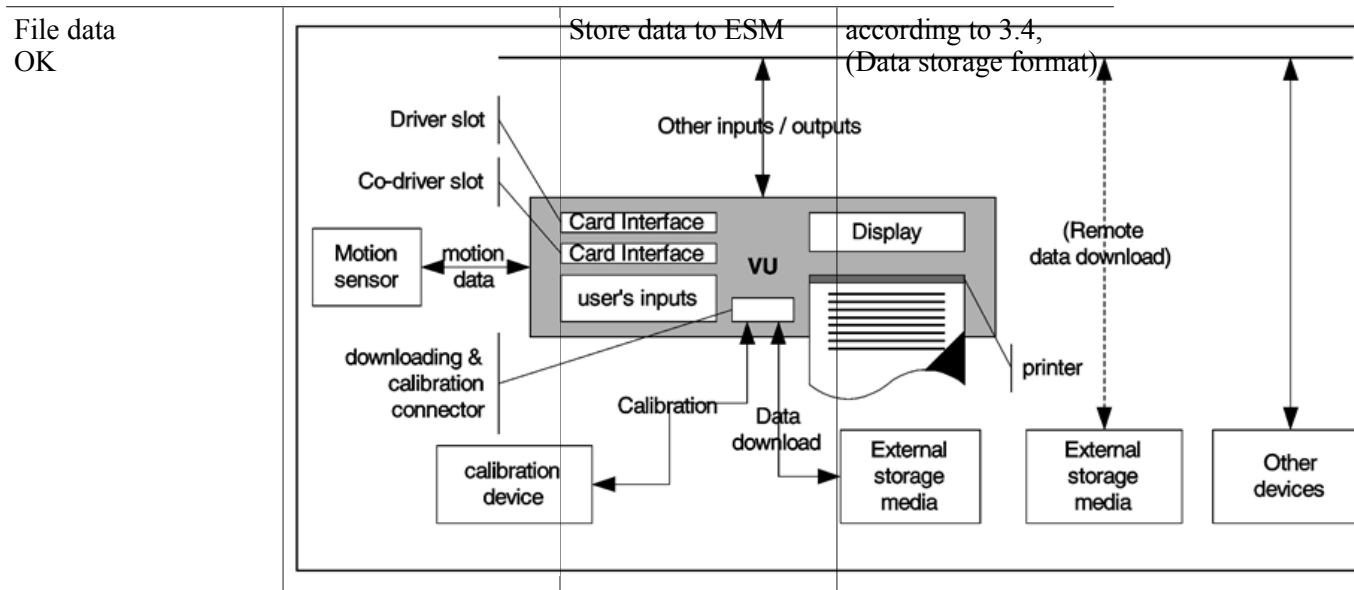 File data
OK
Store data to ESM
according to 3.4,
(Data storage format)
Other inputs / outputs
Driver slot
Co-driver slot
Card Interface
Card Interface
user's inputs
VU
Display
Motion
sensor
motion
data
(Remote
data download)
downloading &
calibration
connector
printer
Calibration
Data
download
calibration
device
External
storage
media
External
storage
media
Other
devices